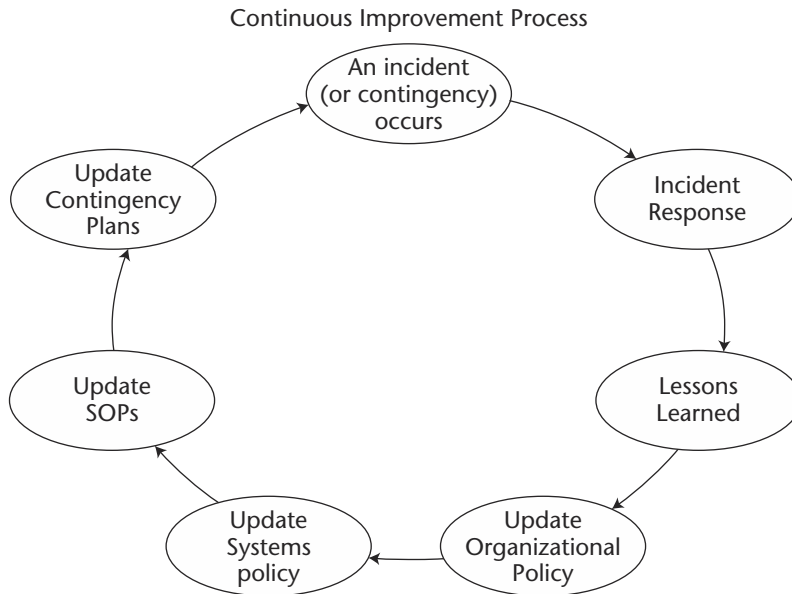 Continuous Improvement Process
An incident
(or contingency)
occurs
Incident
Response
Lessons
Learned
Update
Organizational
Policy
Update
Systems
policy
Update
SOPs
Update
Contingency
Plans